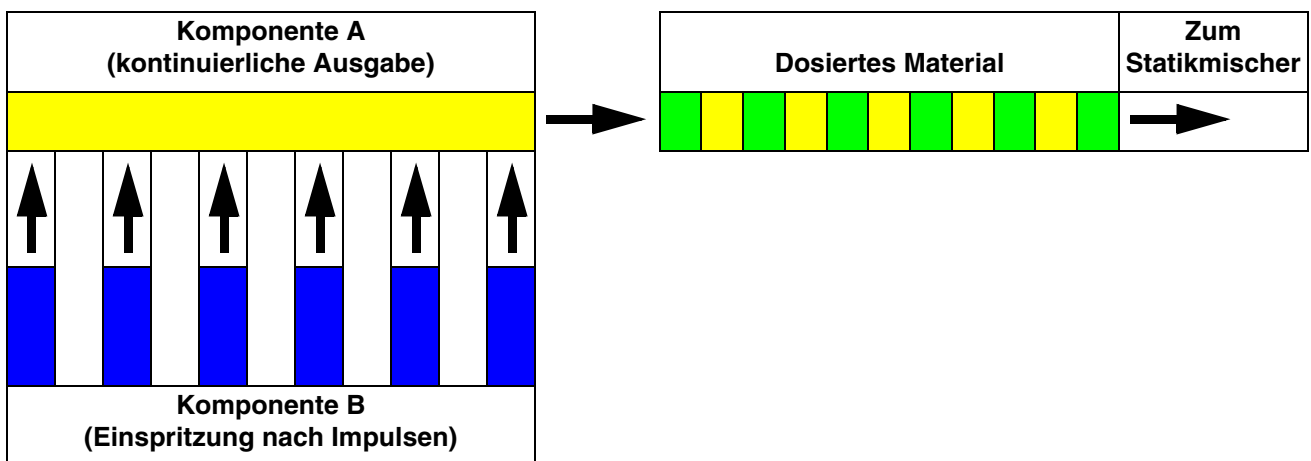 Komponente A
(kontinuierliche Ausgabe)
Dosiertes Material
Zum
Statikmischer
Komponente B
(Einspritzung nach Impulsen)